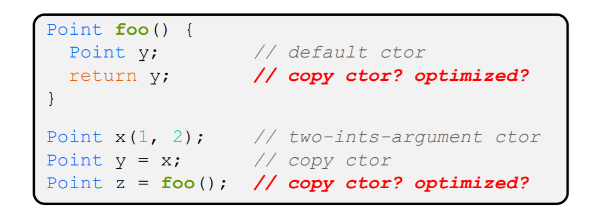 Point foo() {
  Point y;         // default ctor
  return y;        // copy ctor? optimized?
}
Point x(1, 2);     // two-ints-argument ctor
Point y = x;       // copy ctor
Point z = foo();   // copy ctor? optimized?